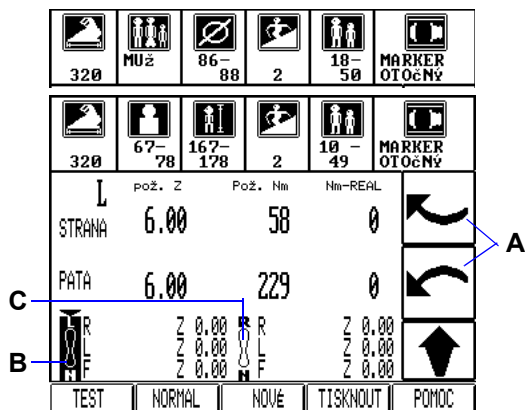 MUž 86– 18– MARKER
320 88 2 50 OTOčNÝ
67– 167– 10 – MARKER
320 78 178 2 49 OTOčNÝ
L pož. Z Pož. Nm Nm-REAL
STRANA 6.00 58 0
A
PATA 6.00 229 0
C
L R Z 0.00 R R Z 0.00
L Z 0.00 L Z 0.00
B
N F Z 0.00 N F Z 0.00
TEST NORMAL NOVé TISKNOUT POMOC